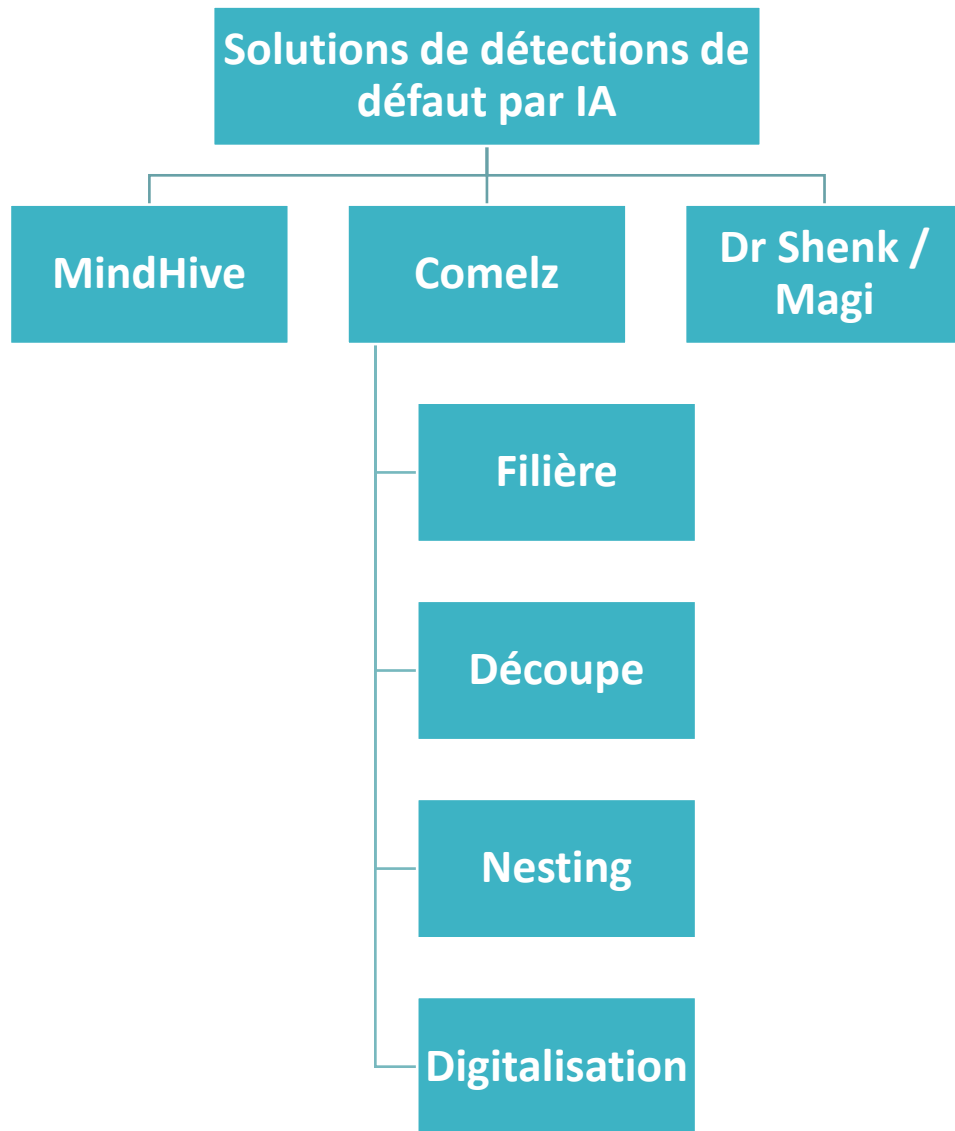 Solutions de détections de
défaut par IA
MindHive
Comelz
Dr Shenk /
Magi
Filière
Découpe
Nesting
Digitalisation